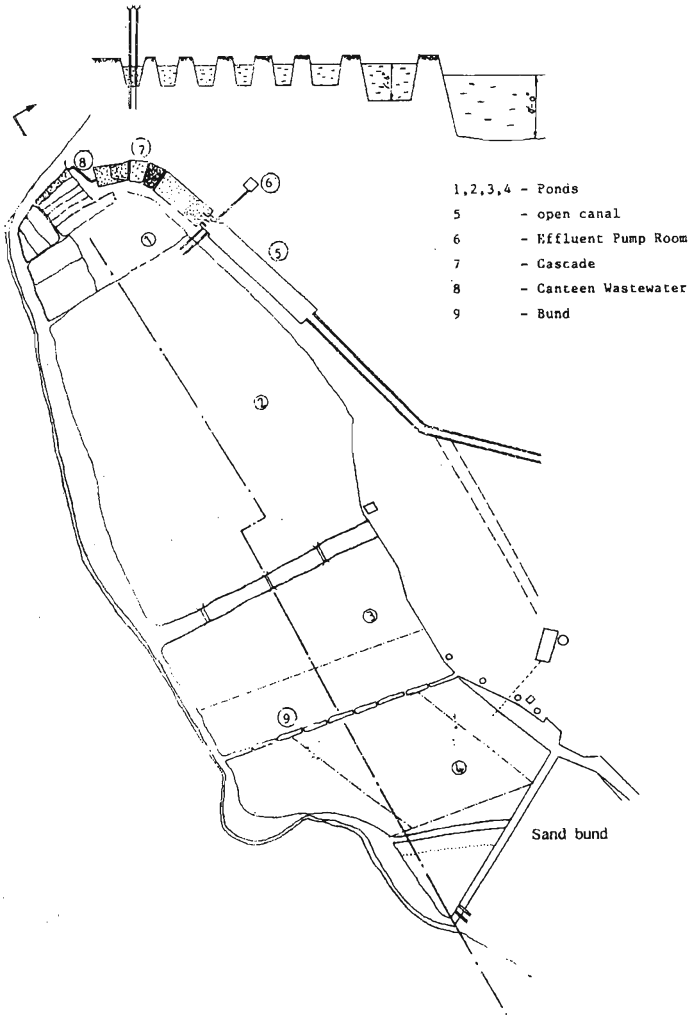 8
7
6
1
5
2
3
9
4
1,2,3,4 - Ponds
5 - open canal
6 - Effluent Pump Room
7 - Cascade
8 - Canteen Wastewater
9 - Bund
Sand bund